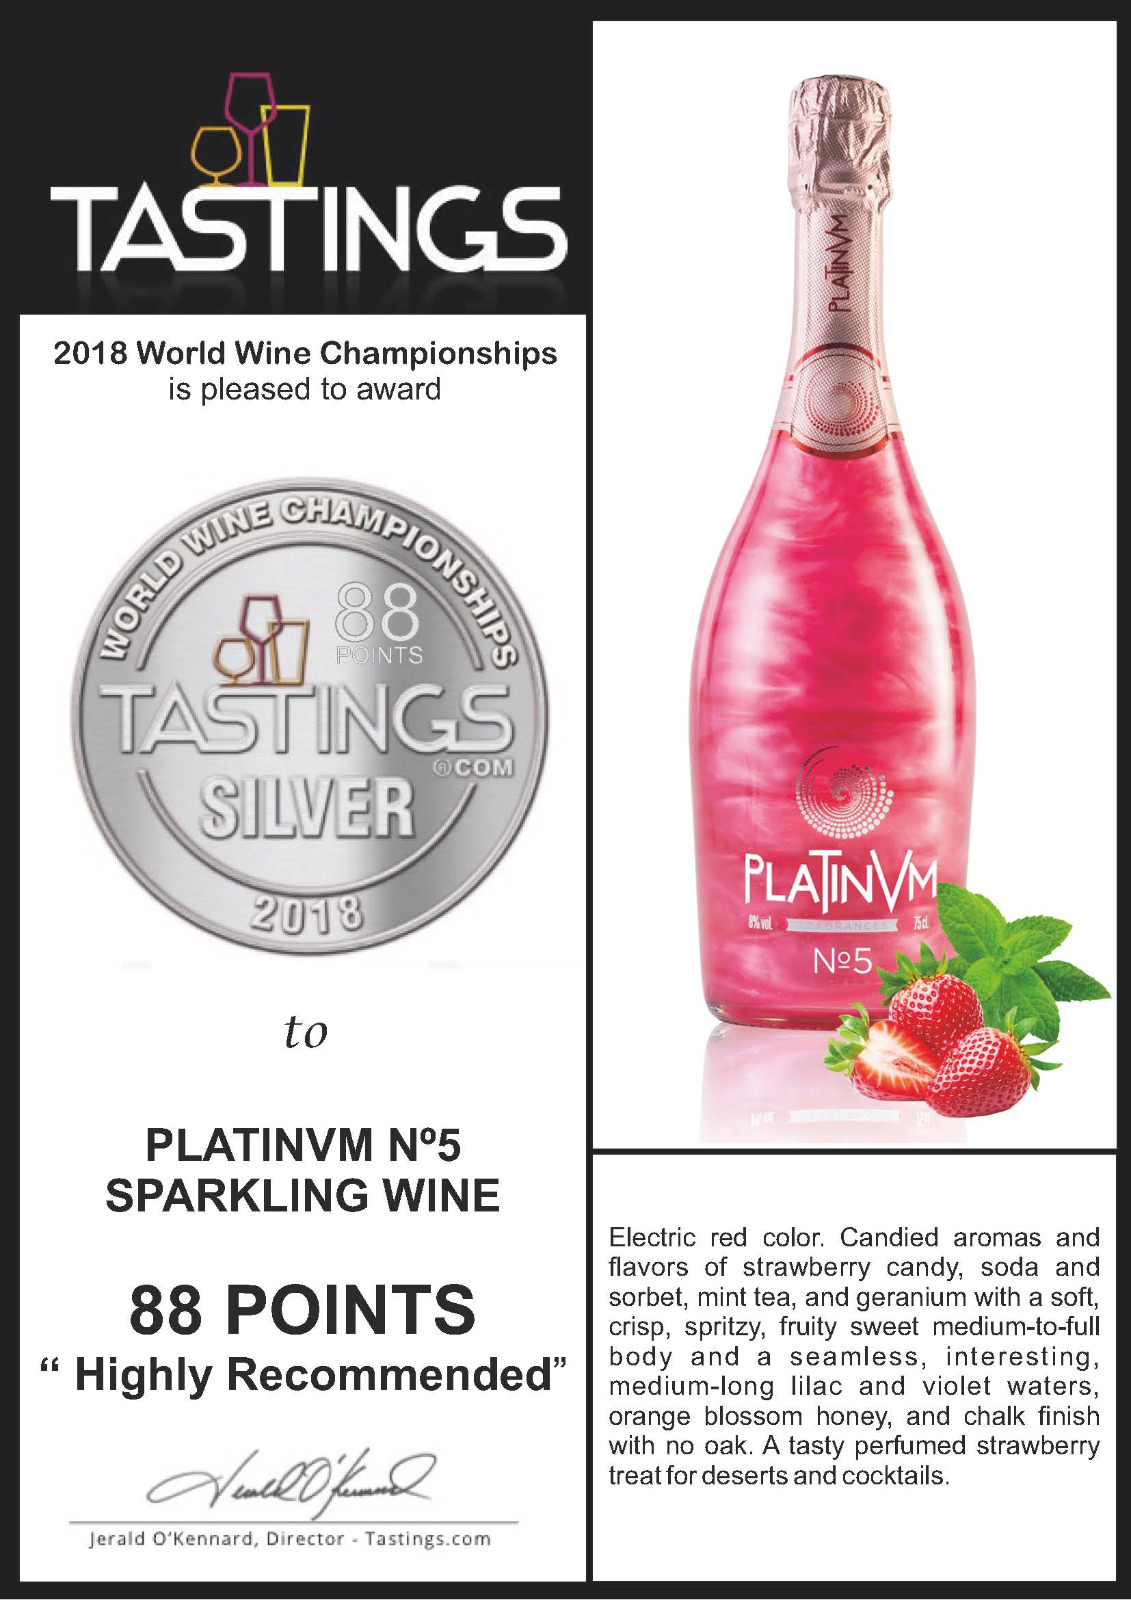 TASTINGS
2018 World Wine Championships
is pleased to award
WORLD WINE CHAMPIONSHIPS
88
POINTS
TASTINGS
®COM
SILVER
2018
to
PLATINVM Nº5
SPARKLING WINE
88 POINTS
“ Highly Recommended”
Jerald O'Kennard, Director - Tastings.com
PLATINVM
PLATINVM
8% vol. FRAGRANCES 75 cl.
Nº5
Electric red color. Candied aromas and
flavors of strawberry candy, soda and
sorbet, mint tea, and geranium with a soft,
crisp, spritzy, fruity sweet medium-to-full
body and a seamless, interesting,
medium-long lilac and violet waters,
orange blossom honey, and chalk finish
with no oak. A tasty perfumed strawberry
treat for deserts and cocktails.